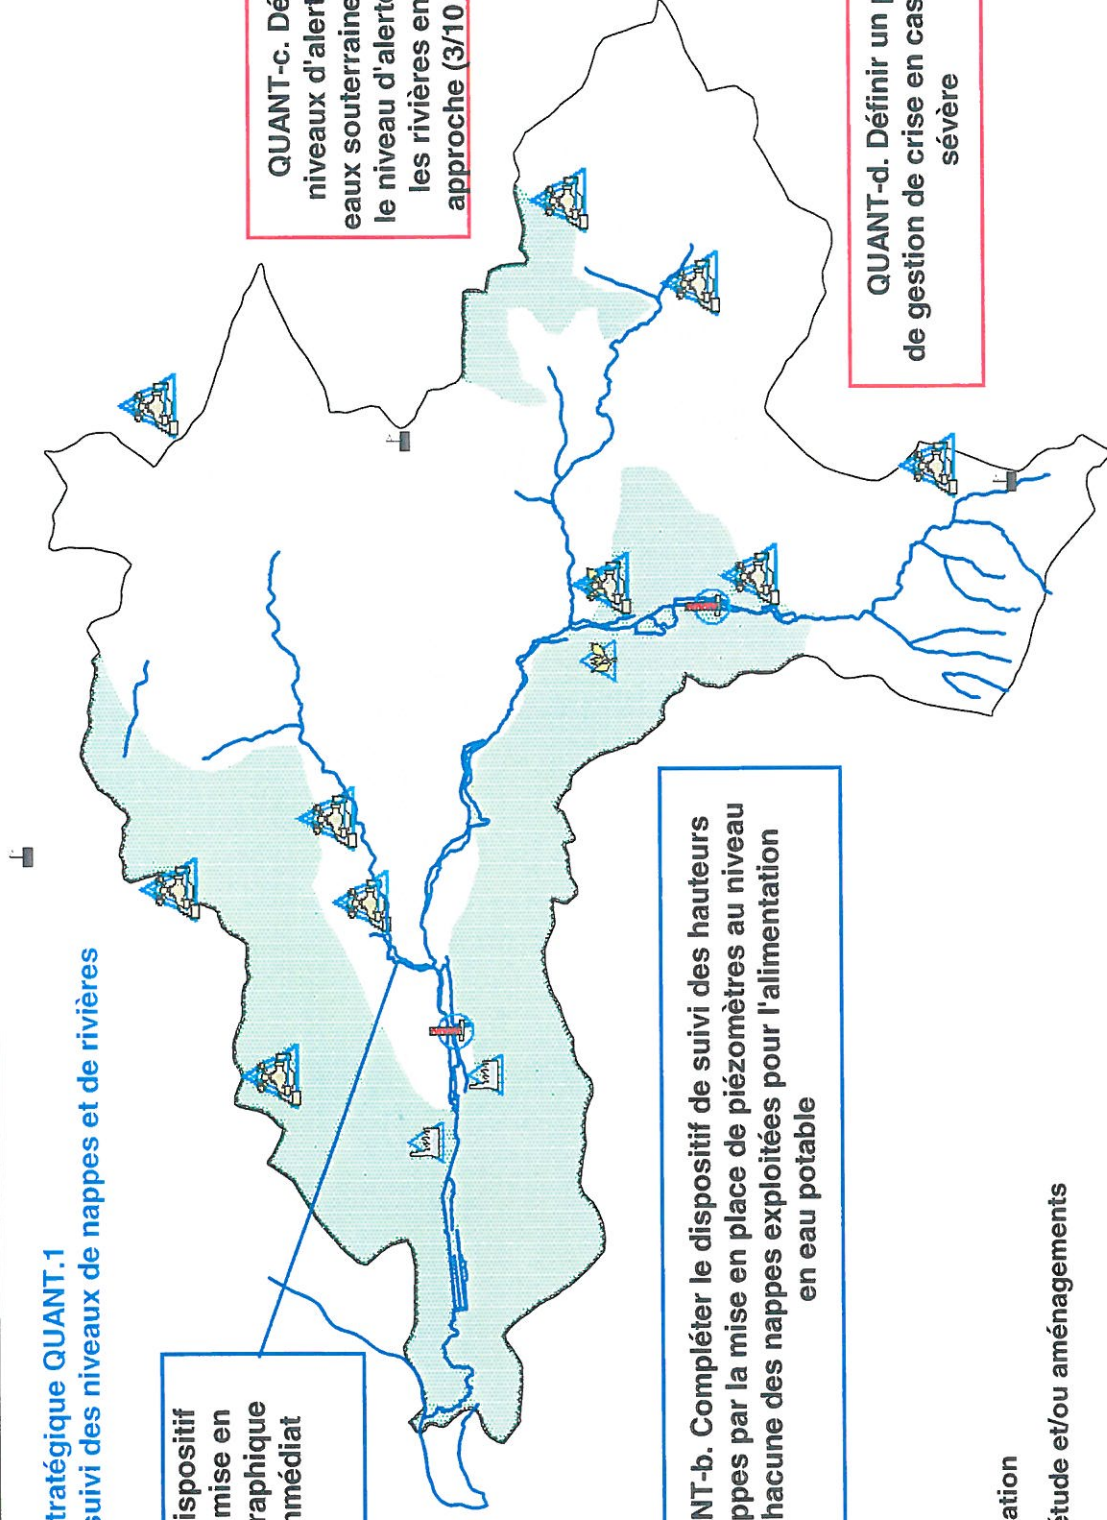 tratégique QUANT.1
suivi des niveaux de nappes et de rivières
ispositif
mise en
raphique
nmédiat
QUANT-c. Dé
niveaux d'alert
eaux souterraine
le niveau d'alerte
les rivières en
approche (3/10
NT-b. Compléter le dispositif de suivi des hauteurs
ppes par la mise en place de piézomètres au niveau
hacune des nappes exploitées pour l'alimentation
en eau potable
QUANT-d. Définir un p
de gestion de crise en cas
sévère
ation
étude et/ou aménagements